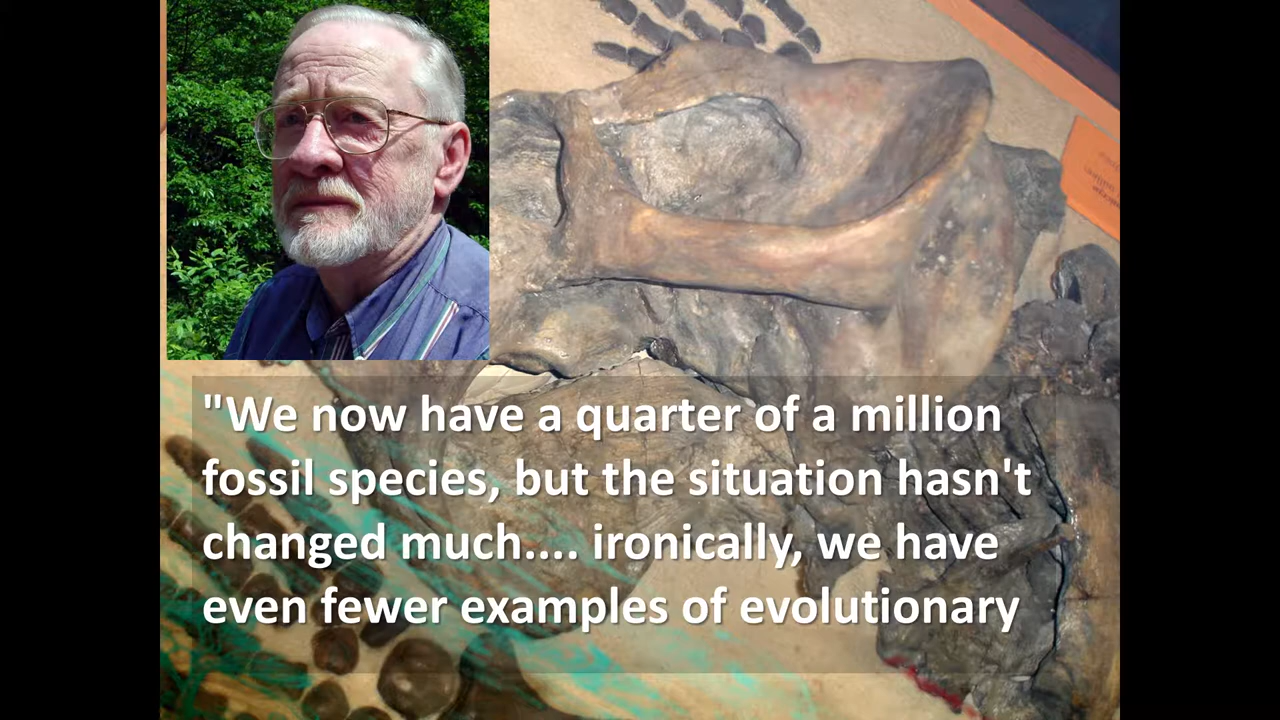 "We now have a quarter of a million
fossil species, but the situation hasn't
changed much.... ironically, we have
even fewer examples of evolutionary